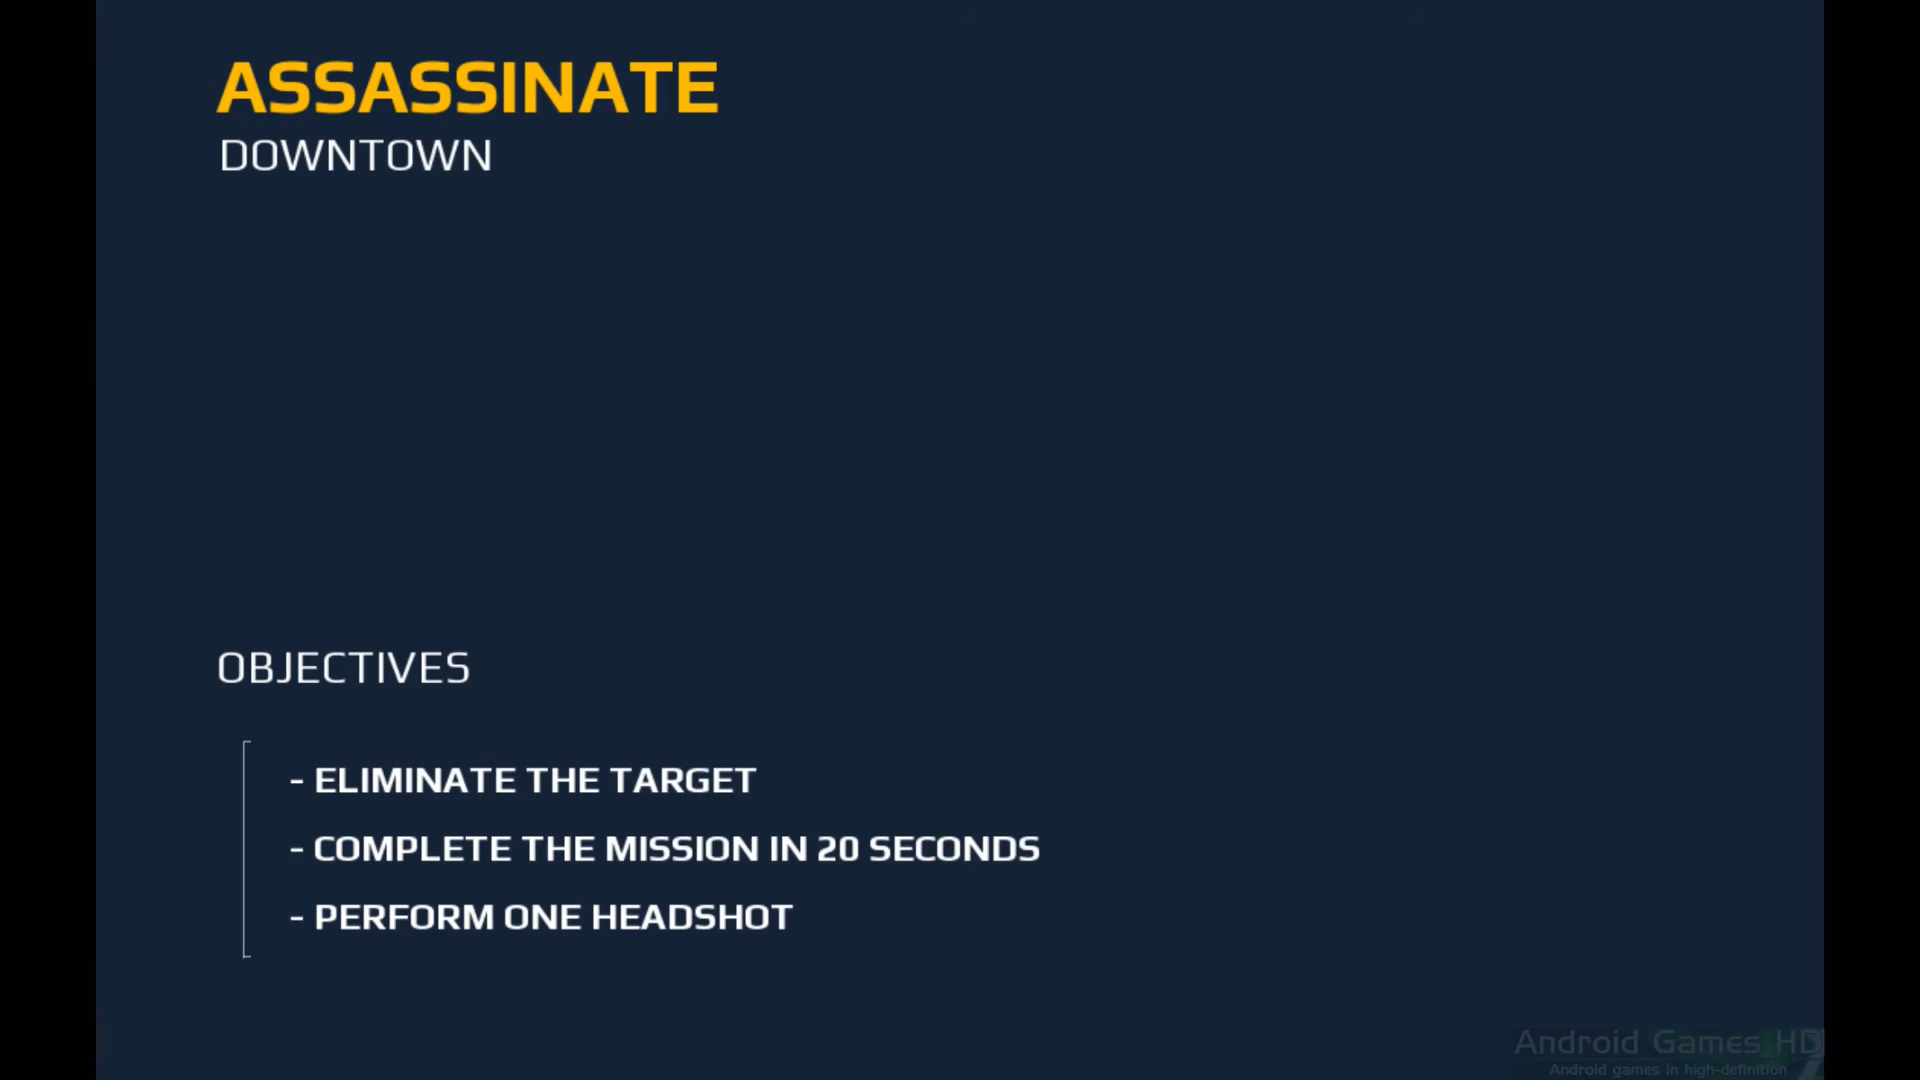 ASSASSINATE
DOWNTOWN
OBJECTIVES
- ELIMINATE THE TARGET
- COMPLETE THE MISSION IN 20 SECONDS
- PERFORM ONE HEADSHOT
Android Games HD
Android games in high-definition